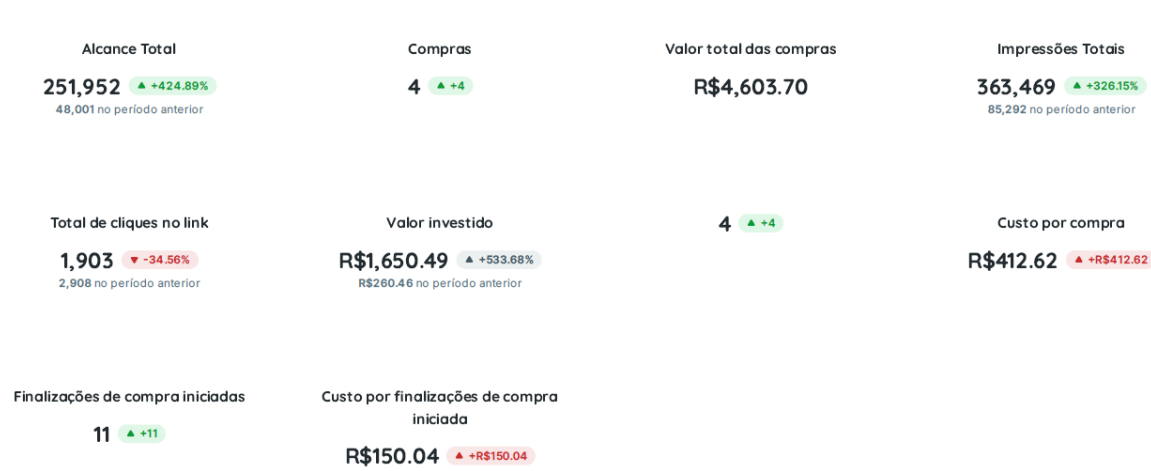 Alcance Total
251,952 ▲ +424.89%
48,001 no período anterior
Compras
4 ▲ +4
Valor total das compras
R$4,603.70
Impressões Totais
363,469 ▲ +326.15%
85,292 no período anterior
Total de cliques no link
1,903 ▼ -34.56%
2,908 no período anterior
Valor investido
R$1,650.49 ▲ +533.68%
R$260.46 no período anterior
4 ▲ +4
Custo por compra
R$412.62 ▲ +R$412.62
Finalizações de compra iniciadas
11 ▲ +11
Custo por finalizações de compra
iniciada
R$150.04 ▲ +R$150.04